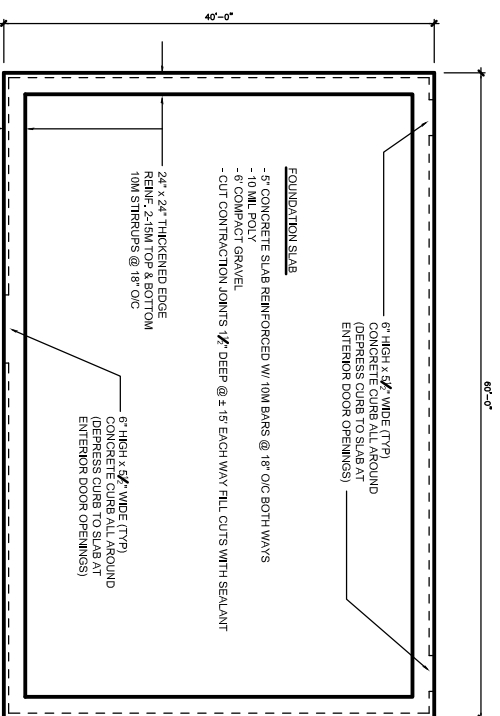 60'-0"
40'-0"
6" HIGH x 5½" WIDE (TYP)
CONCRETE CURB ALL AROUND
(DEPRESS CURB TO SLAB AT
ENTERIOR DOOR OPENINGS)
FOUNDATION SLAB
- 5" CONCRETE SLAB REINFORCED W/ 10M BARS @ 18" O/C BOTH WAYS
- 10 MIL POLY
- 6' COMPACT GRAVEL
- CUT CONTRACTION JOINTS 1½" DEEP @ ± 15' EACH WAY FILL CUTS WITH SEALANT
24" x 24" THICKENED EDGE
REINF. 2-15M TOP & BOTTOM
10M STIRRUPS @ 18" O/C
6" HIGH x 5½" WIDE (TYP)
CONCRETE CURB ALL AROUND
(DEPRESS CURB TO SLAB AT
ENTERIOR DOOR OPENINGS)